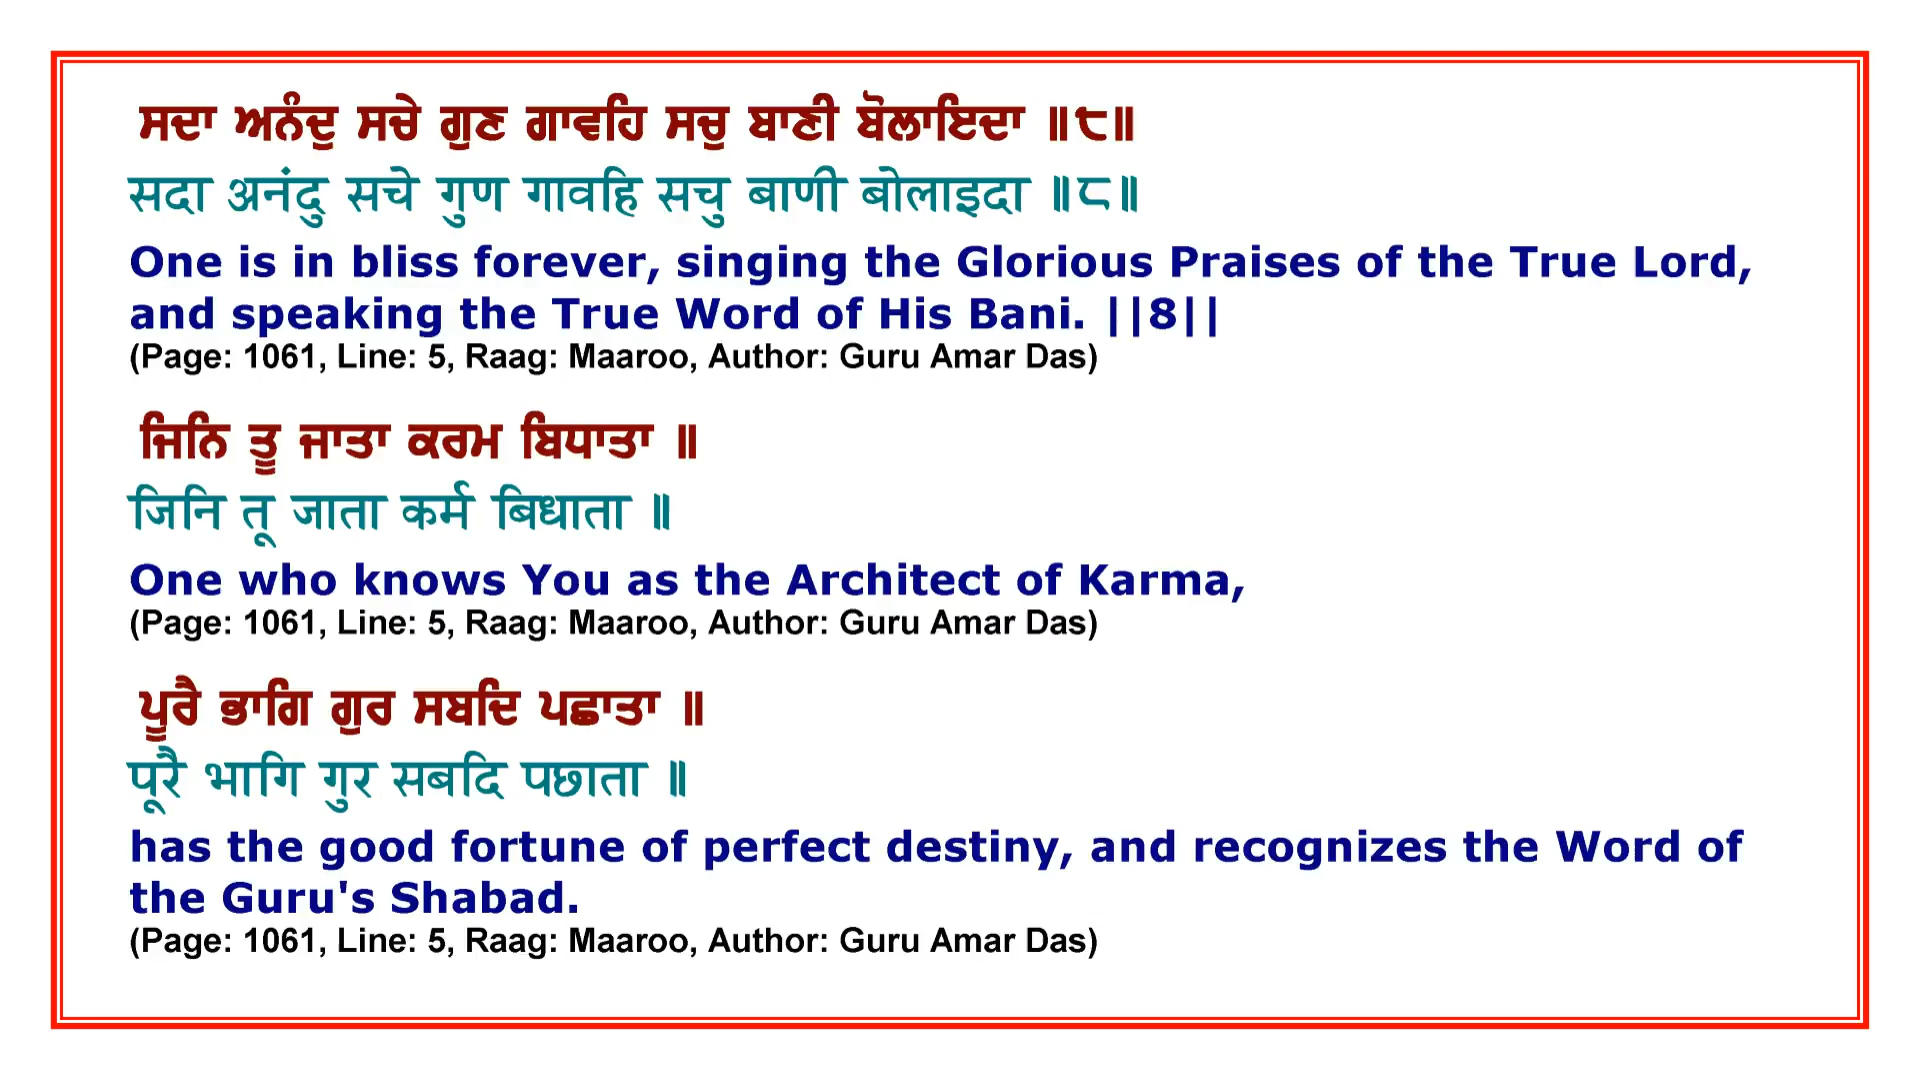 ਸਦਾ ਅਨੰਦੁ ਸਚੇ ਗੁਣ ਗਾਵਹਿ ਸਚੁ ਬਾਣੀ ਬੋਲਾਇਦਾ ॥੮॥
सदा अनंदु सचे गुण गावहि सचु बाणी बोलाइदा ॥८॥
One is in bliss forever, singing the Glorious Praises of the True Lord,
and speaking the True Word of His Bani. ||8||
(Page: 1061, Line: 5, Raag: Maaroo, Author: Guru Amar Das)
ਜਿਨਿ ਤੂ ਜਾਤਾ ਕਰਮ ਬਿਧਾਤਾ ॥
जिनि तू जाता कर्म बिधाता ॥
One who knows You as the Architect of Karma,
(Page: 1061, Line: 5, Raag: Maaroo, Author: Guru Amar Das)
ਪੂਰੈ ਭਾਗਿ ਗੁਰ ਸਬਦਿ ਪਛਾਤਾ ॥
पूरै भागि गुर सबदि पछाता ॥
has the good fortune of perfect destiny, and recognizes the Word of
the Guru's Shabad.
(Page: 1061, Line: 5, Raag: Maaroo, Author: Guru Amar Das)